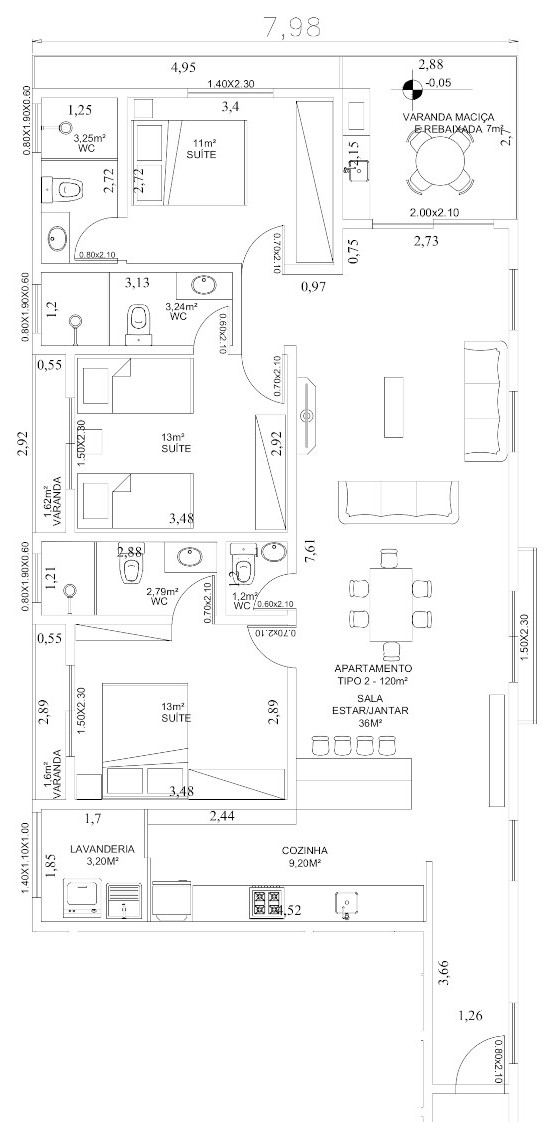 7,98
4,95
2,88
-0,05
1.40X2.30
0.80X1.90X0.60
1,25
3,4
3,25m²
WC
11m²
SUÍTE
VARANDA MACIÇA
E REBAIXADA 7m²
2,15
2,72
2,72
2.00x2.10
2,73
0.80x2.10
0.70x2.10
0,75
0,97
3,13
0.80X1.90X0.60
1,2
3,24m²
WC
0.60x2.10
0,55
0.70x2.10
2,92
1.50X2.30
13m²
SUÍTE
2,92
1,62m²
VARANDA
3,48
7,61
0.80X1.90X0.60
1,21
2,88
2,79m²
WC
0.70x2.10
1,2
1,2m²
WC
0.60x2.10
0.70x2.10
1.50X2.30
0,55
APARTAMENTO
TIPO 2 - 120m²
SALA
ESTAR/JANTAR
36M²
2,89
1.50X2.30
13m²
SUÍTE
2,89
1,6m²
VARANDA
3,48
1,7
2,44
1.40X1.10X1.00
LAVANDERIA
3,20M²
1,85
COZINHA
9,20M²
4,52
3,66
1,26
0.80x2.10